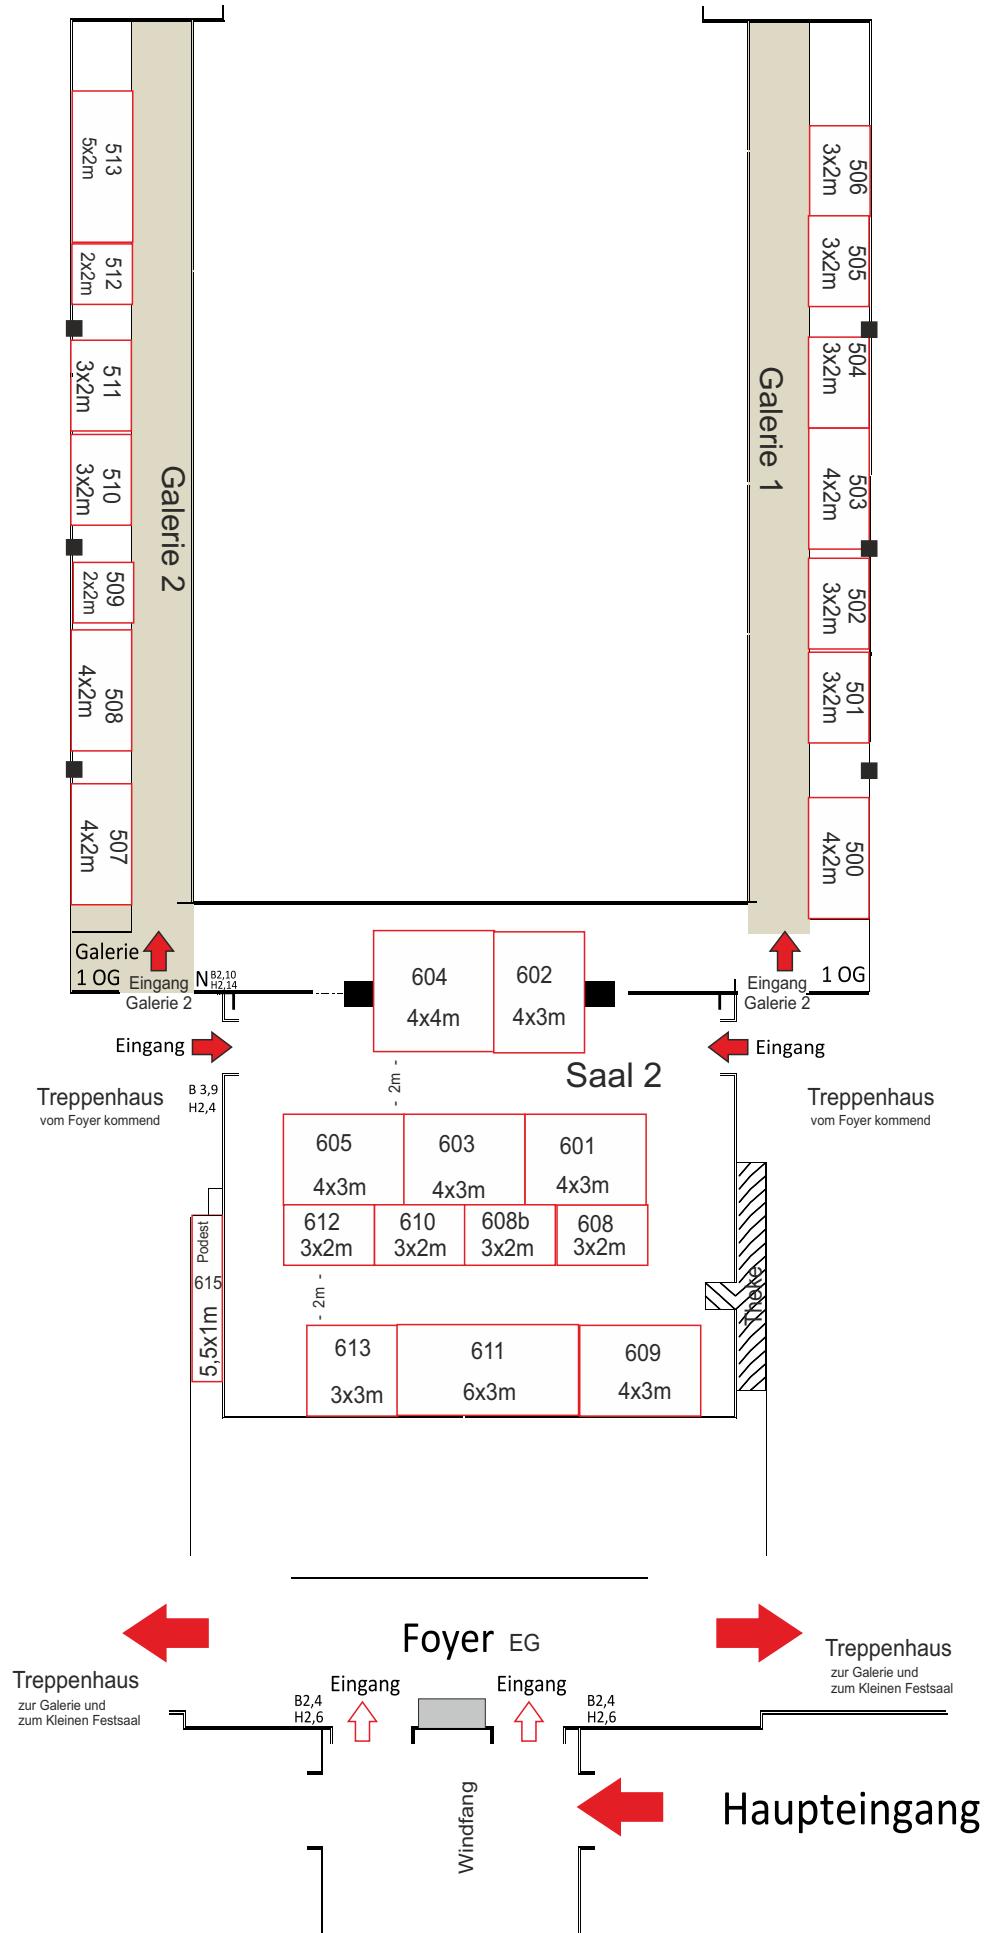 513
5x2m
512
2x2m
511
3x2m
510
3x2m
509
2x2m
508
4x2m
507
4x2m
Galerie 2
Galerie 1
506
3x2m
505
3x2m
504
3x2m
503
4x2m
502
3x2m
501
3x2m
500
4x2m
Galerie
1 OG
Eingang
Galerie 2
N B2,10
H2,14
604
4x4m
602
4x3m
Eingang
Galerie 2
1 OG
Eingang
Eingang
Saal 2
- 2m -
Treppenhaus
vom Foyer kommend
B 3,9
H2,4
Treppenhaus
vom Foyer kommend
605
4x3m
603
4x3m
601
4x3m
612
3x2m
610
3x2m
608b
3x2m
608
3x2m
Podest
615
5,5x1m
- 2m -
Theke
613
3x3m
611
6x3m
609
4x3m
Foyer EG
Treppenhaus
zur Galerie und
zum Kleinen Festsaal
Treppenhaus
zur Galerie und
zum Kleinen Festsaal
Eingang
Eingang
B2,4
H2,6
B2,4
H2,6
Windfang
Haupteingang